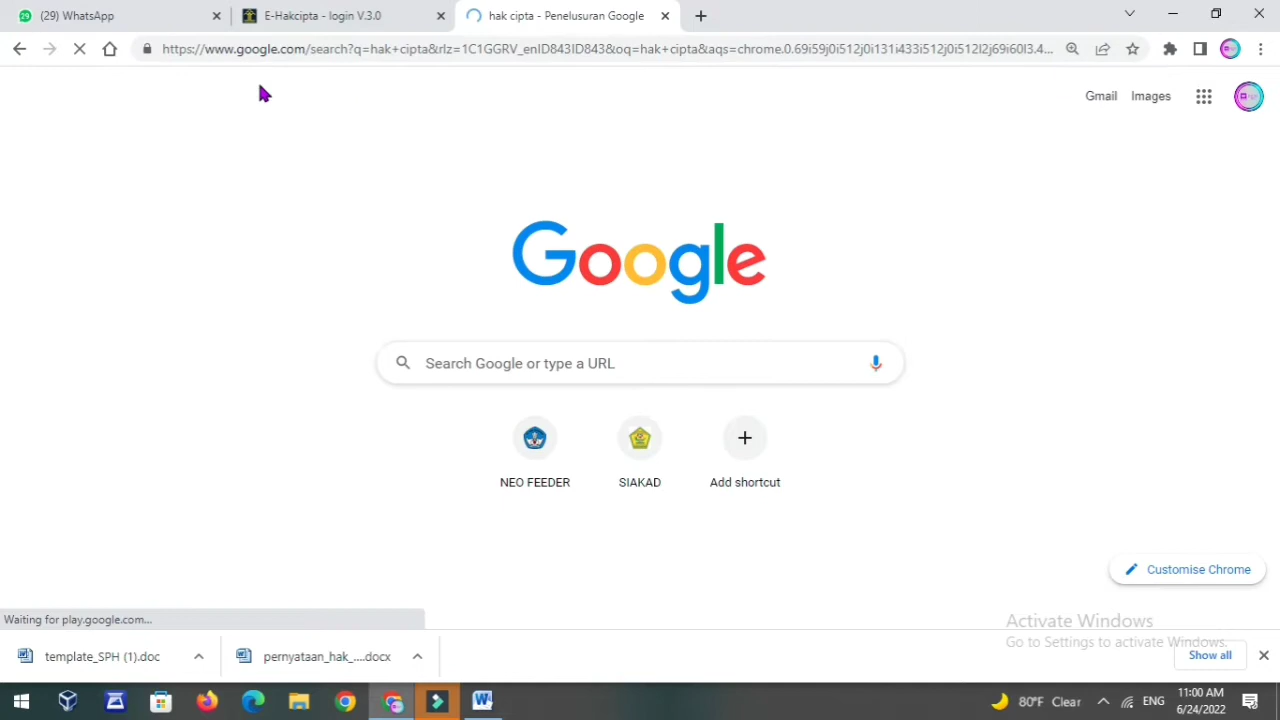 (29) WhatsApp
E-Hakcipta - login V.3.0
hak cipta - Penelusuran Google
https://www.google.com/search?q=hak+cipta&rlz=1C1GGRV_enID843ID843&oq=hak+cipta&aqs=chrome.0.69i59j0i512j0i131i433i512j0i512l2j69i60l3.4...
Gmail Images
Google
Search Google or type a URL
NEO FEEDER
SIAKAD
Add shortcut
Customise Chrome
Waiting for play.google.com...
Activate Windows
Go to Settings to activate Windows.
template_SPH (1).doc
pernyataan_hak_....docx
Show all
80°F Clear
ENG
11:00 AM
6/24/2022